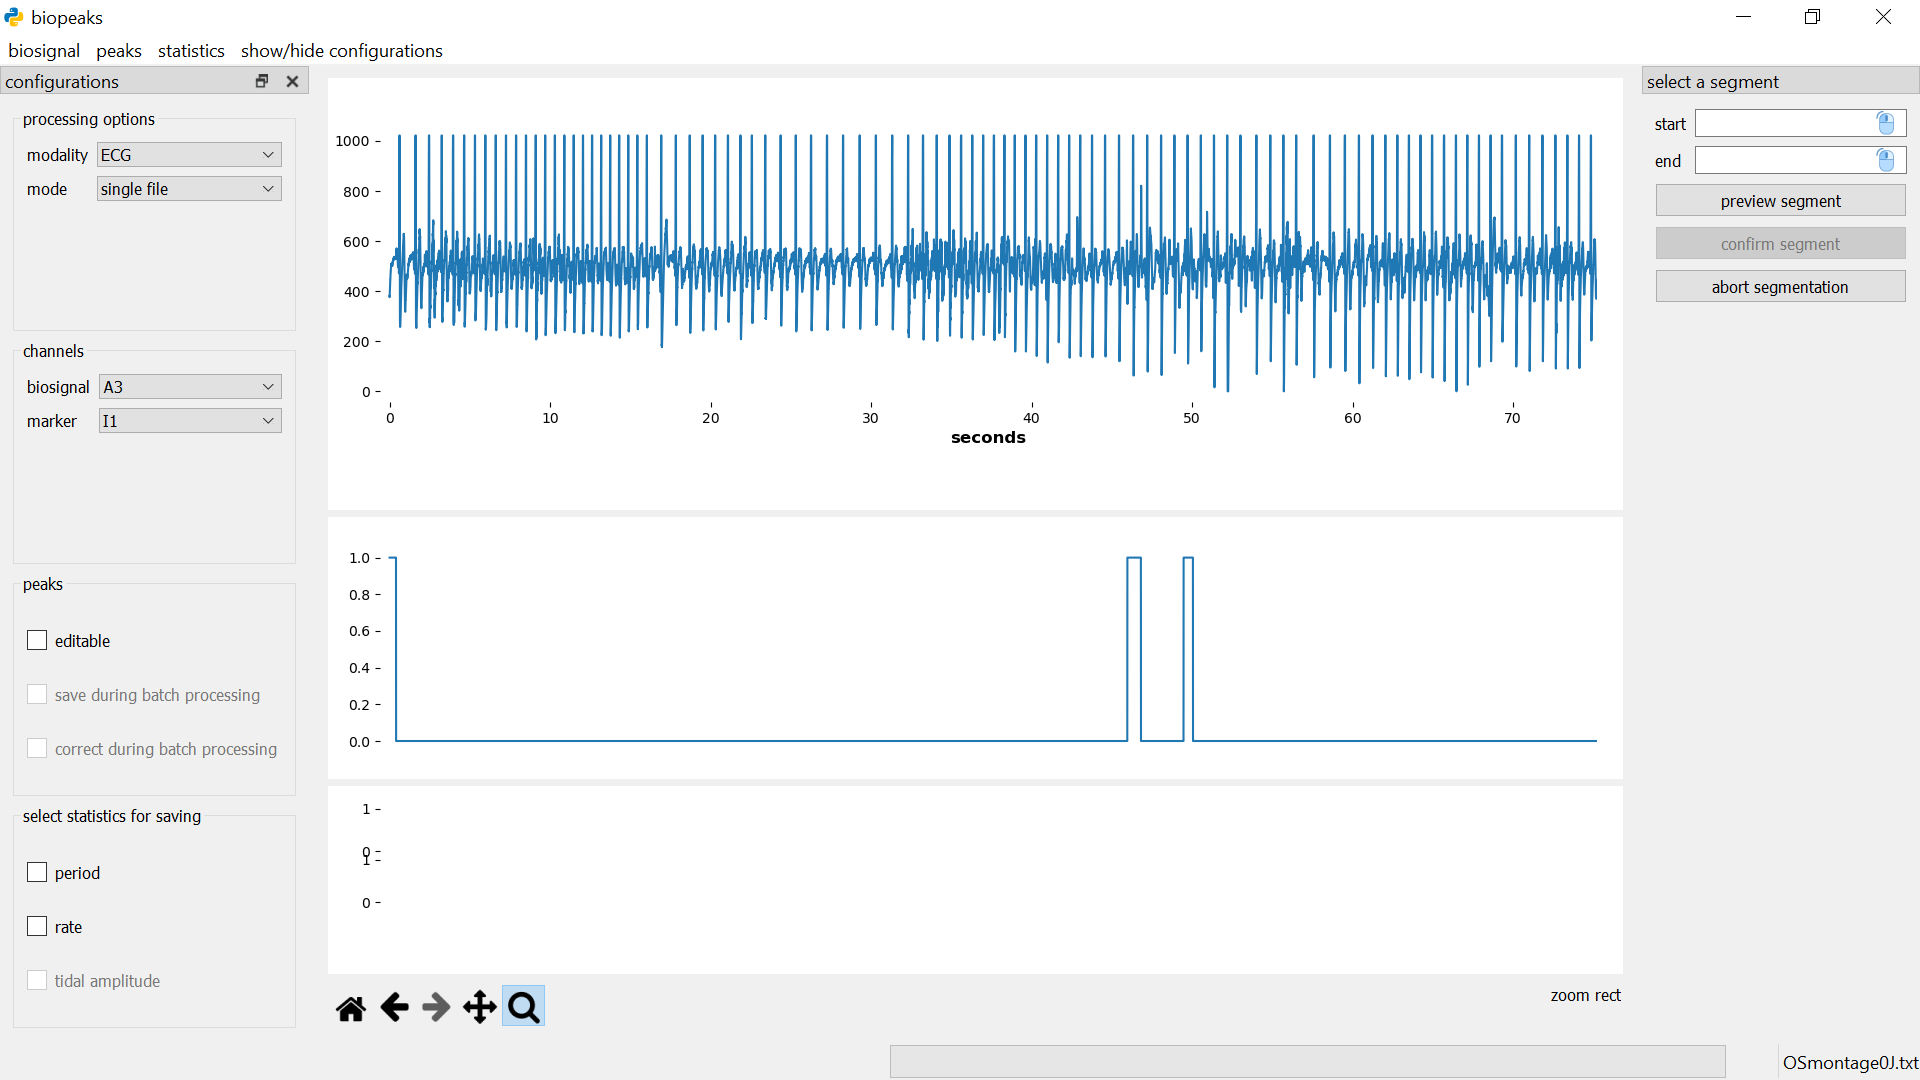 biopeaks
biosignal peaks statistics show/hide configurations
configurations
processing options
modality ECG
mode single file
channels
biosignal A3
marker I1
peaks
editable
save during batch processing
correct during batch processing
select statistics for saving
period
rate
tidal amplitude
1000
800
600
400
200
0
0 10 20 30 40 50 60 70
seconds
1.0
0.8
0.6
0.4
0.2
0.0
1
0
1
0
zoom rect
select a segment
start
end
preview segment
confirm segment
abort segmentation
OSmontage0J.txt